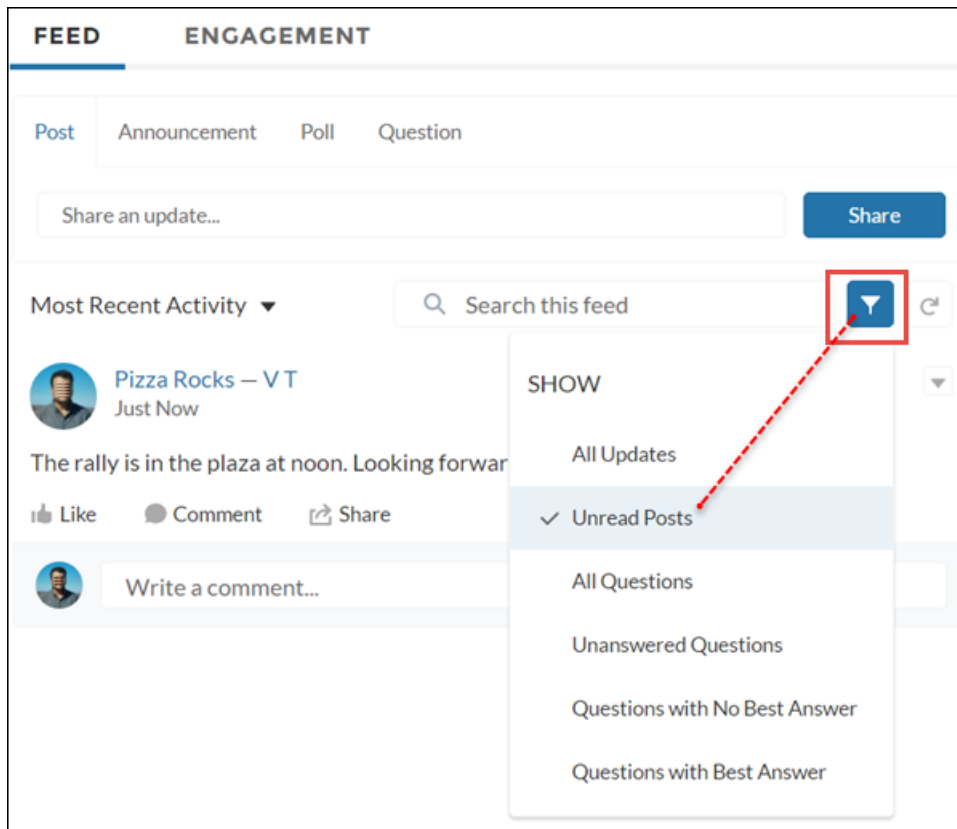 FEED ENGAGEMENT
Post Announcement Poll Question
Share an update... Share
Most Recent Activity Search this feed
Pizza Rocks — V T
Just Now
The rally is in the plaza at noon. Looking forwar
Like Comment Share
Write a comment...
SHOW
All Updates
Unread Posts
All Questions
Unanswered Questions
Questions with No Best Answer
Questions with Best Answer